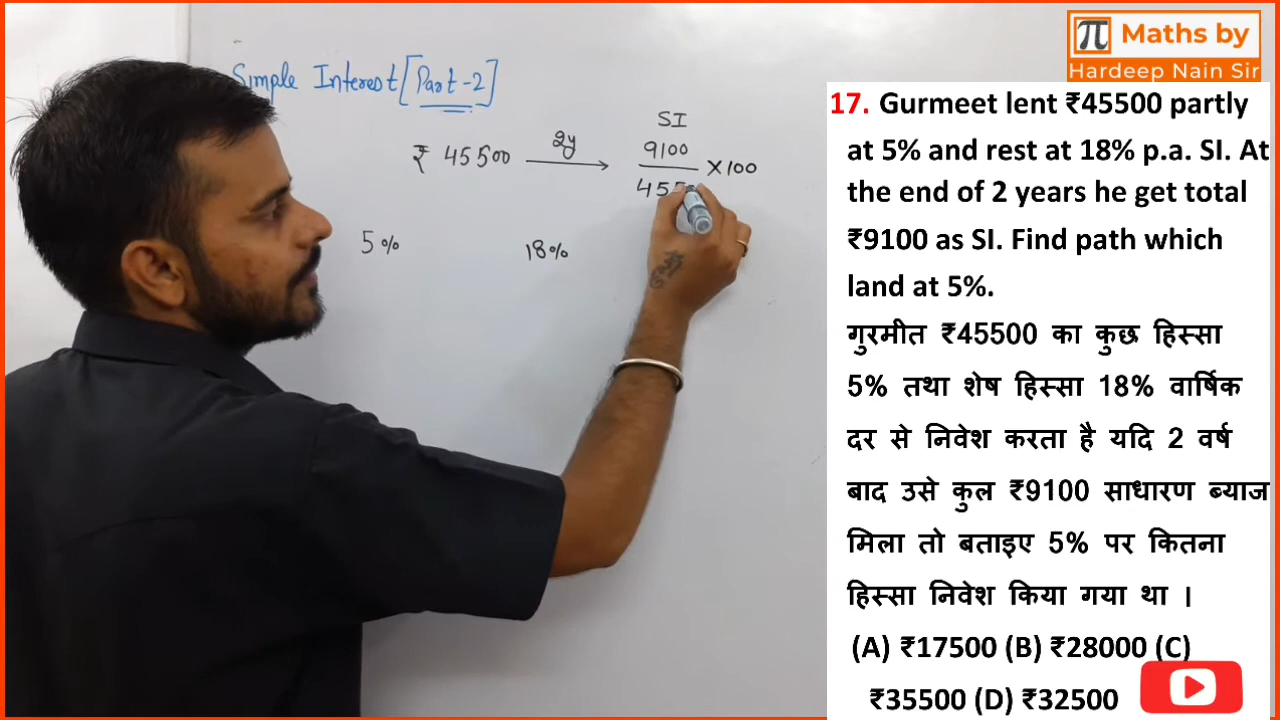 Maths by
Hardeep Nain Sir
Simple Interest [Part-2]
SI
₹ 45500 2y 9100 ×100
455
5% 18%
17. Gurmeet lent ₹45500 partly
at 5% and rest at 18% p.a. SI. At
the end of 2 years he get total
₹9100 as SI. Find path which
land at 5%.
गुरमीत ₹45500 का कुछ हिस्सा
5% तथा शेष हिस्सा 18% वार्षिक
दर से निवेश करता है यदि 2 वर्ष
बाद उसे कुल ₹9100 साधारण ब्याज
मिला तो बताइए 5% पर कितना
हिस्सा निवेश किया गया था ।
(A) ₹17500 (B) ₹28000 (C)
₹35500 (D) ₹32500